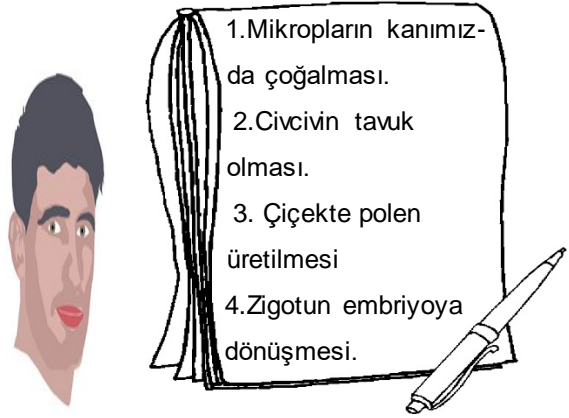 1.Mikropların kanımız-
da çoğalması.
2.Civcivin tavuk
olması.
3. Çiçekte polen
üretilmesi
4.Zigotun embriyoya
dönüşmesi.